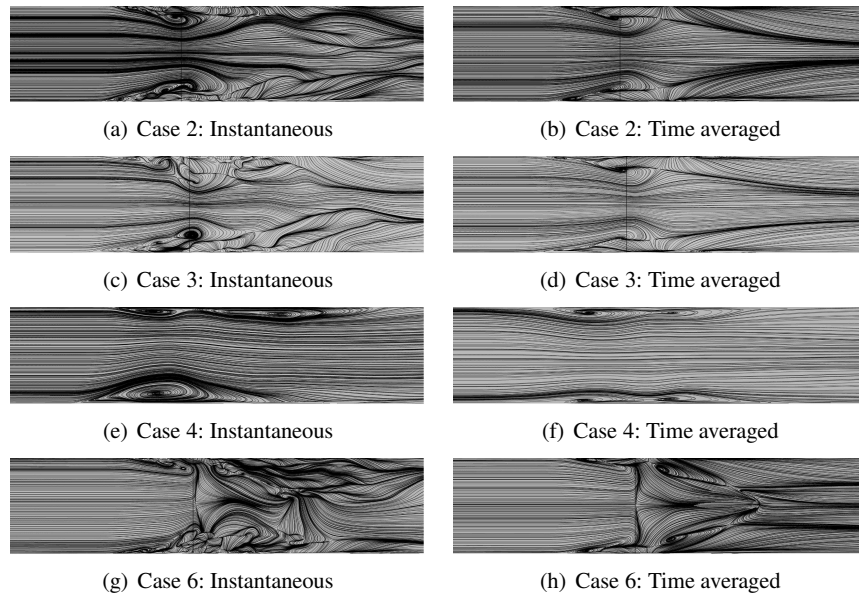 (a) Case 2: Instantaneous
(b) Case 2: Time averaged
(c) Case 3: Instantaneous
(d) Case 3: Time averaged
(e) Case 4: Instantaneous
(f) Case 4: Time averaged
(g) Case 6: Instantaneous
(h) Case 6: Time averaged